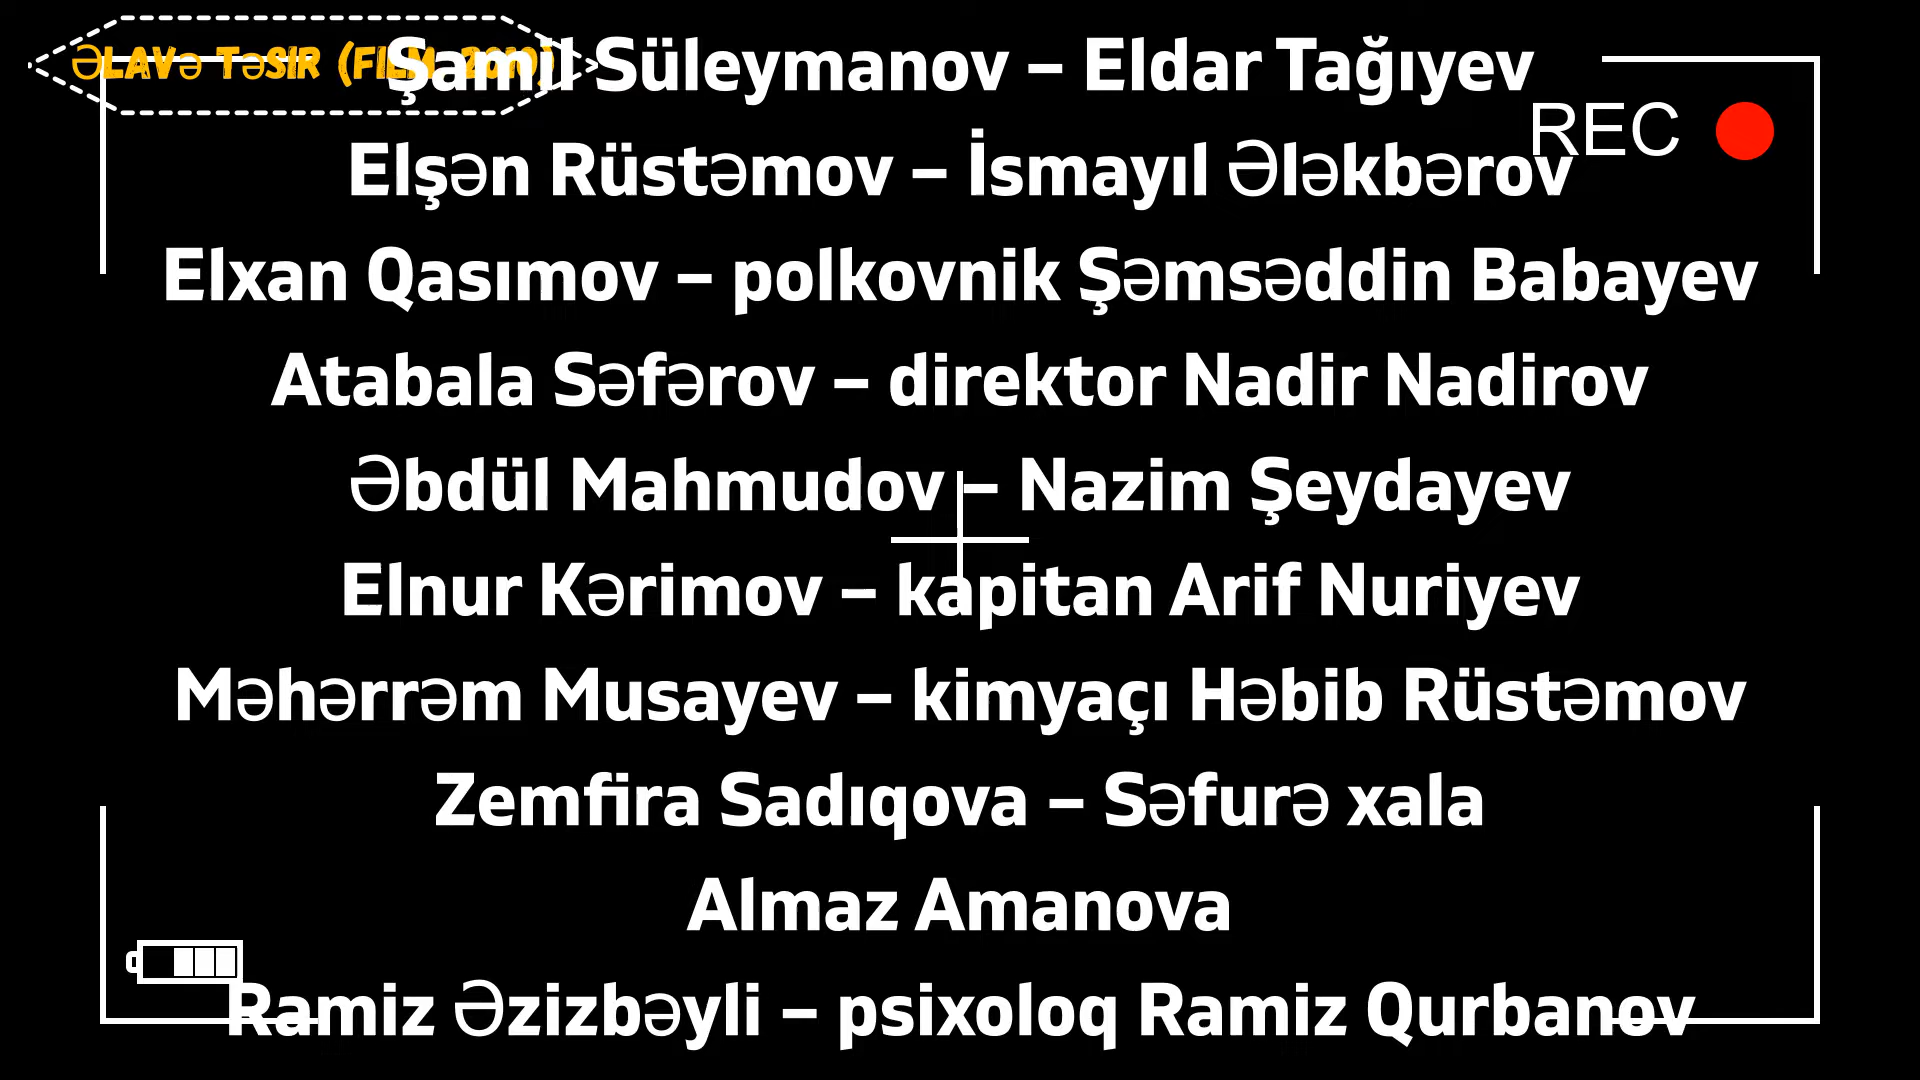 ƏLAVƏ TƏSİR (FİLM, 2010)
Şamil Süleymanov – Eldar Tağıyev
REC
Elşən Rüstəmov – İsmayıl Ələkbərov
Elxan Qasımov – polkovnik Şəmsəddin Babayev
Atabala Səfərov – direktor Nadir Nadirov
Əbdül Mahmudov – Nazim Şeydayev
Elnur Kərimov – kapitan Arif Nuriyev
Məhərrəm Musayev – kimyaçı Həbib Rüstəmov
Zemfira Sadıqova – Səfurə xala
Almaz Amanova
Ramiz Əzizbəyli – psixoloq Ramiz Qurbanov